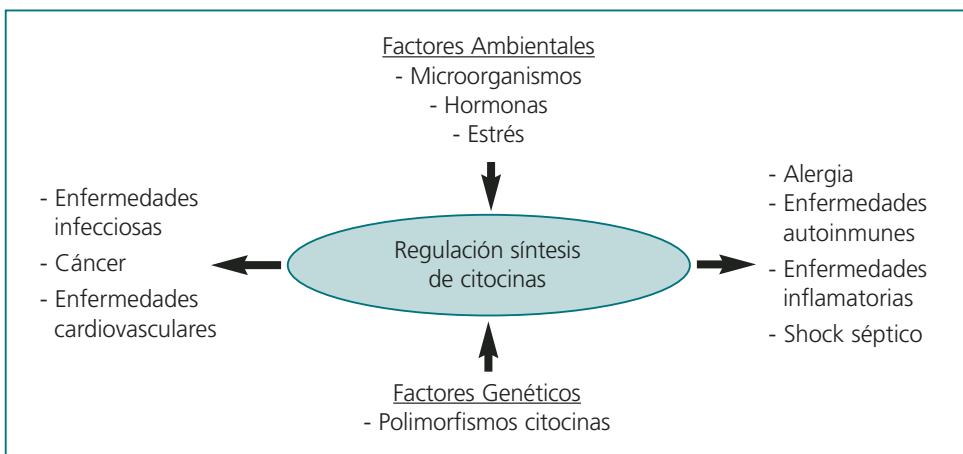 Factores Ambientales
- Microorganismos
- Hormonas
- Estrés
- Enfermedades
infecciosas
- Cáncer
- Enfermedades
cardiovasculares
Regulación síntesis
de citocinas
- Alergia
- Enfermedades
autoinmunes
- Enfermedades
inflamatorias
- Shock séptico
Factores Genéticos
- Polimorfismos citocinas